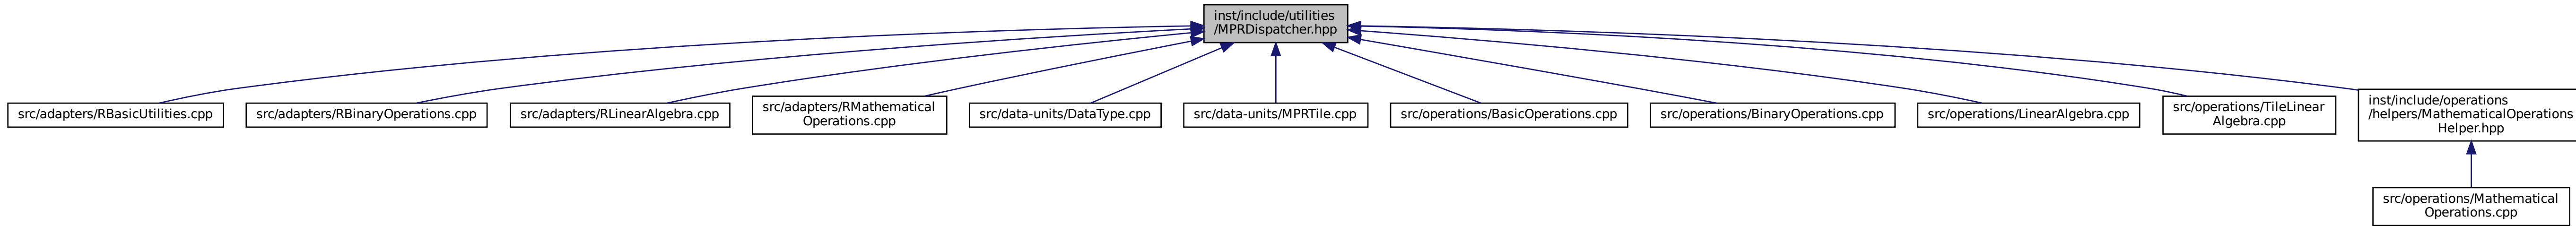 inst/include/utilities
/MPRDispatcher.hpp
src/adapters/RBasicUtilities.cpp
src/adapters/RBinaryOperations.cpp
src/adapters/RLinearAlgebra.cpp
src/adapters/RMathematical
Operations.cpp
src/data-units/DataType.cpp
src/data-units/MPRTile.cpp
src/operations/BasicOperations.cpp
src/operations/BinaryOperations.cpp
src/operations/LinearAlgebra.cpp
src/operations/TileLinear
Algebra.cpp
inst/include/operations
/helpers/MathematicalOperations
Helper.hpp
src/operations/Mathematical
Operations.cpp